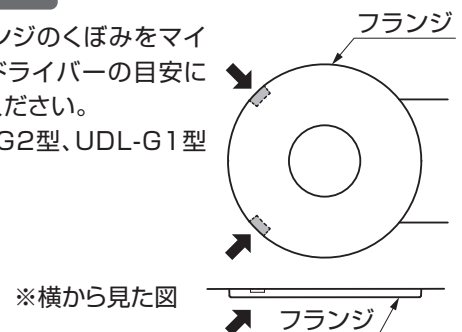 フランジ
ンジのくぼみをマイ
ドライバーの目安に
ください。
G2型、UDL-G1型
※横から見た図
フランジ